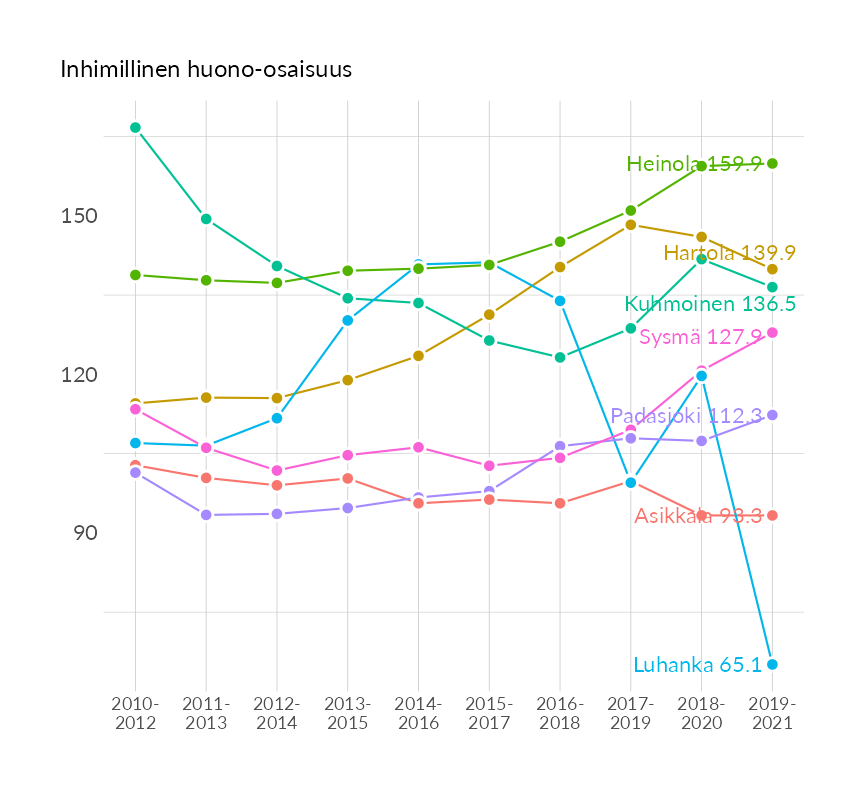 Inhimillinen huono-osaisuus
Heinola 159.9
150
Hartola 139.9
Kuhmoinen 136.5
Sysmä 127.9
120
Padasjoki 112.3
Asikkala 93.3
90
Luhanka 65.1
2010-
2012
2011-
2013
2012-
2014
2013-
2015
2014-
2016
2015-
2017
2016-
2018
2017-
2019
2018-
2020
2019-
2021